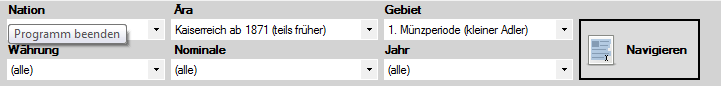 Nation Ära Gebiet
Programm beenden Kaiserreich ab 1871 (teils früher) 1. Münzperiode (kleiner Adler)
Navigieren
Währung Nominale Jahr
(alle) (alle) (alle)